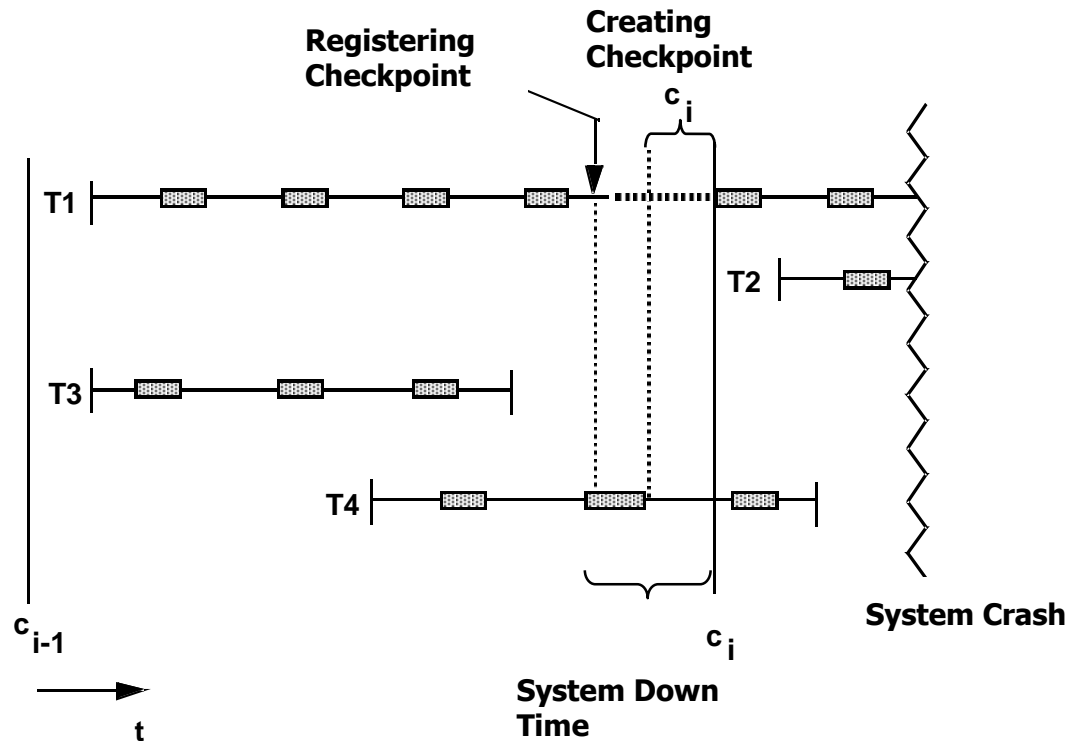 Creating
Checkpoint
Registering
Checkpoint
c i
T1
T2
T3
T4
System Crash
c i-1
c i
System Down
Time
t